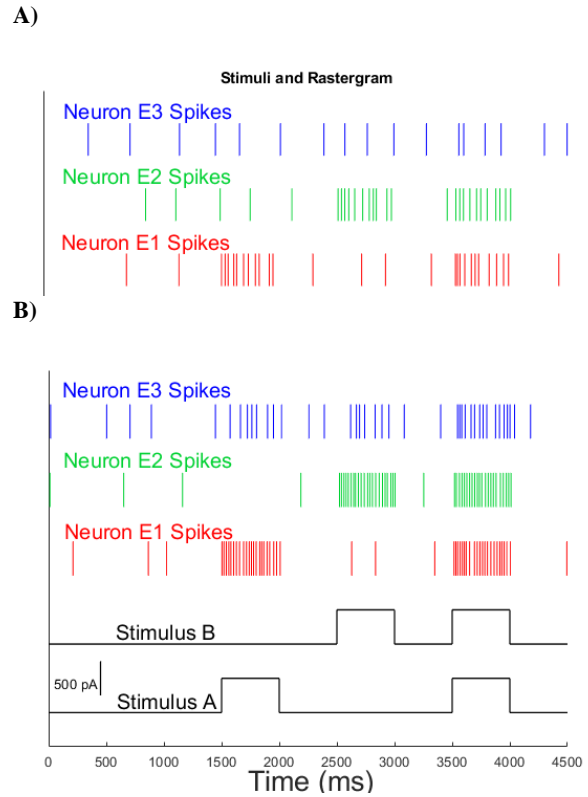 A)
Stimuli and Rastergram
Neuron E3 Spikes
Neuron E2 Spikes
Neuron E1 Spikes
B)
Neuron E3 Spikes
Neuron E2 Spikes
Neuron E1 Spikes
Stimulus B
500 pA
Stimulus A
0 500 1000 1500 2000 2500 3000 3500 4000 4500
Time (ms)